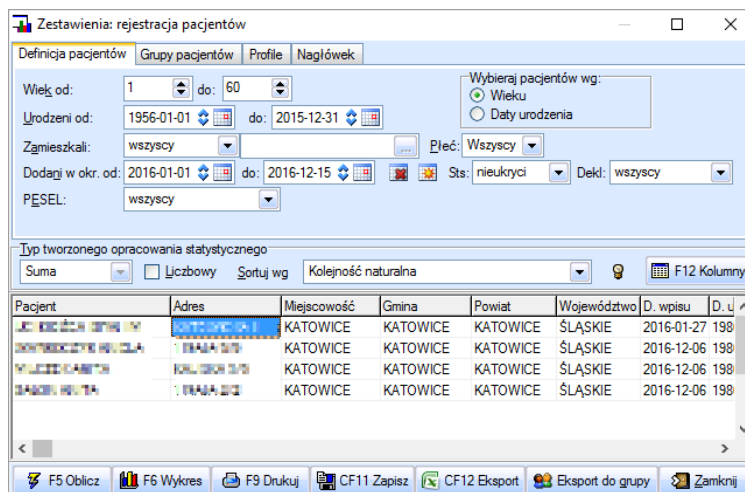 Zestawienia: rejestracja pacjentów
Definicja pacjentów Grupy pacjentów Profile Nagłówek
Wiek od: 1 do: 60 Wybieraj pacjentów wg:
Wieku
Urodzeni od: 1956-01-01 do: 2015-12-31 Daty urodzenia
Zamieszkali: wszyscy ... Płeć: Wszyscy
Dodani w okr. od: 2016-01-01 do: 2016-12-15 Sts: nieukryci Dekl: wszyscy
PESEL: wszyscy
Typ tworzonego opracowania statystycznego
Suma Liczbowy Sortuj wg Kolejność naturalna F12 Kolumny
Pacjent Adres Miejscowość Gmina Powiat Województwo D. wpisu D. u
KATOWICE KATOWICE KATOWICE ŚLĄSKIE 2016-01-27 198
KATOWICE KATOWICE KATOWICE ŚLĄSKIE 2016-12-06 198
KATOWICE KATOWICE KATOWICE ŚLĄSKIE 2016-12-06 198
KATOWICE KATOWICE KATOWICE ŚLĄSKIE 2016-12-06 198
F5 Oblicz F6 Wykres F9 Drukuj CF11 Zapisz CF12 Eksport Eksport do grupy Zamknij